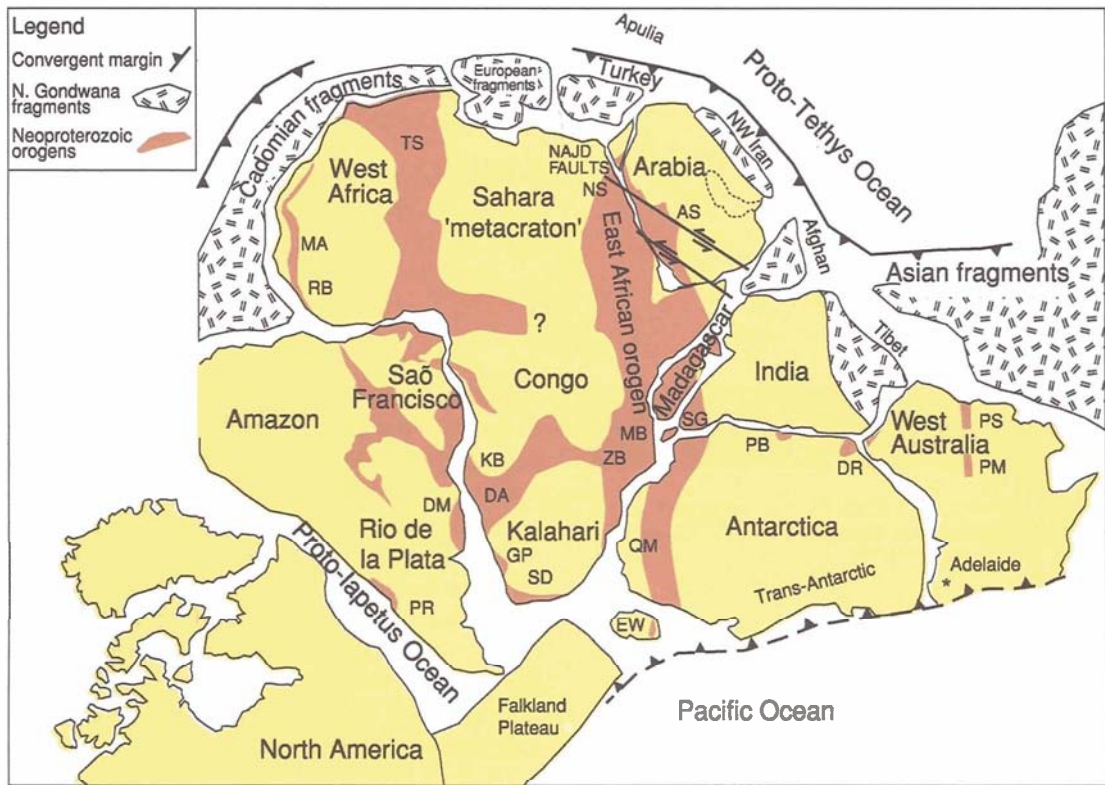 Legend
Convergent margin
N. Gondwana
fragments
Neoproterozoic
orogens
Apulia
Cadomian fragments
European
fragments
Turkey
Proto-Tethys Ocean
NW Iran
TS
West
Africa
NAJD
FAULTS
NS
Arabia
Sahara
'metacraton'
AS
East African orogen
MA
RB
Afghan
Asian fragments
?
Madagascar
Tibet
Saõ
Francisco
Congo
India
Amazon
SG
West
Australia
PS
PM
MB
ZB
PB
DR
KB
DA
DM
Rio de
la Plata
Kalahari
GP
SD
Antarctica
QM
Trans-Antarctic
Adelaide
*
PR
Proto-Iapetus Ocean
EW
Falkland
Plateau
Pacific Ocean
North America